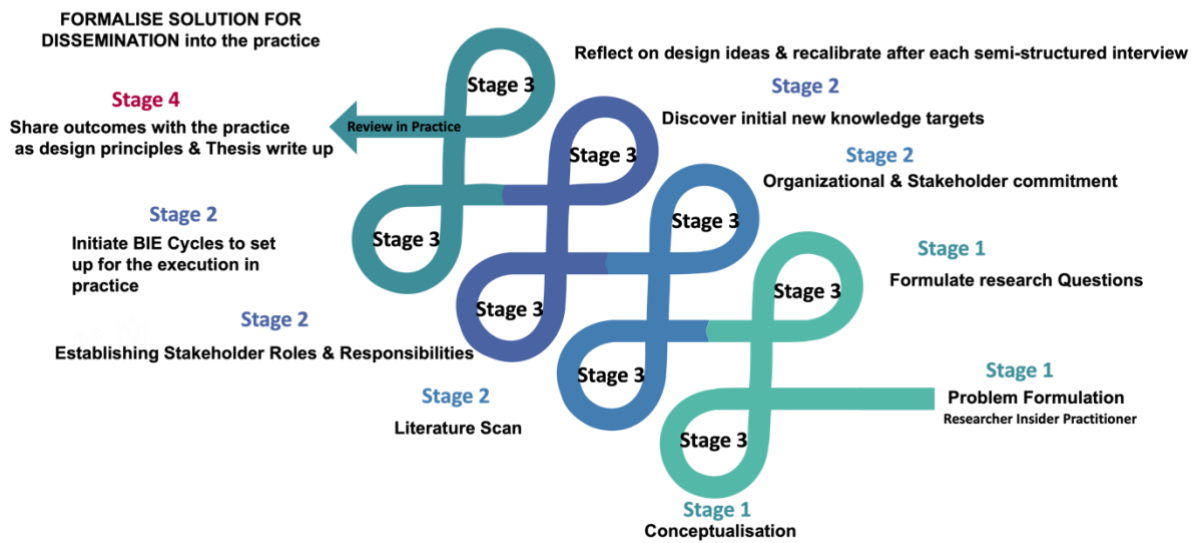 FORMALISE SOLUTION FOR
DISSEMINATION into the practice
Stage 3
Reflect on design ideas & recalibrate after each semi-structured interview
Stage 4
Share outcomes with the practice
as design principles & Thesis write up
Review in Practice
Stage 2
Discover initial new knowledge targets
Stage 3
Stage 2
Organizational & Stakeholder commitment
Stage 2
Initiate BIE Cycles to set
up for the execution in
practice
Stage 3
Stage 3
Stage 1
Formulate research Questions
Stage 3
Stage 2
Establishing Stakeholder Roles & Responsibilities
Stage 3
Stage 3
Stage 2
Literature Scan
Stage 1
Problem Formulation
Researcher Insider Practitioner
Stage 3
Stage 1
Conceptualisation